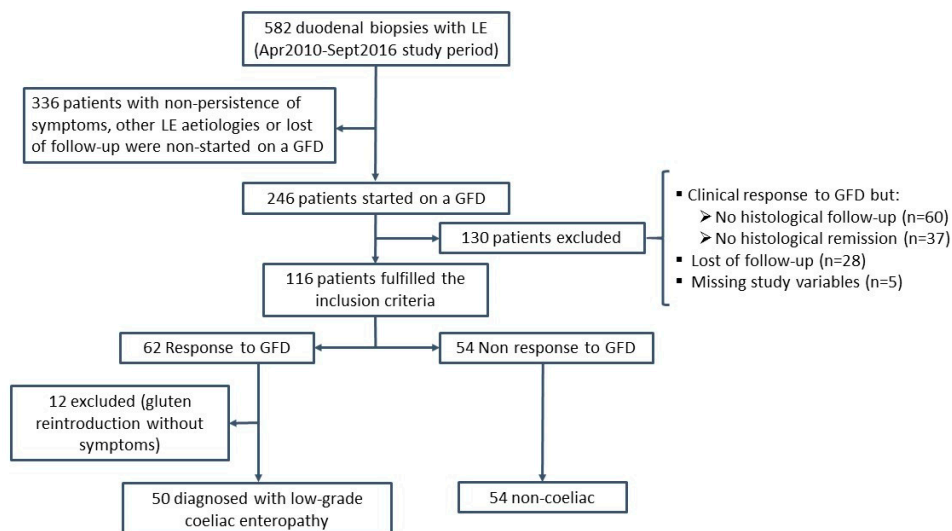 582 duodenal biopsies with LE
(Apr2010-Sept2016 study period)
336 patients with non-persistence of
symptoms, other LE aetiologies or lost
of follow-up were non-started on a GFD
246 patients started on a GFD
130 patients excluded
▪ Clinical response to GFD but:
➢ No histological follow-up (n=60)
➢ No histological remission (n=37)
▪ Lost of follow-up (n=28)
▪ Missing study variables (n=5)
116 patients fulfilled the
inclusion criteria
62 Response to GFD
54 Non response to GFD
12 excluded (gluten
reintroduction without
symptoms)
50 diagnosed with low-grade
coeliac enteropathy
54 non-coeliac